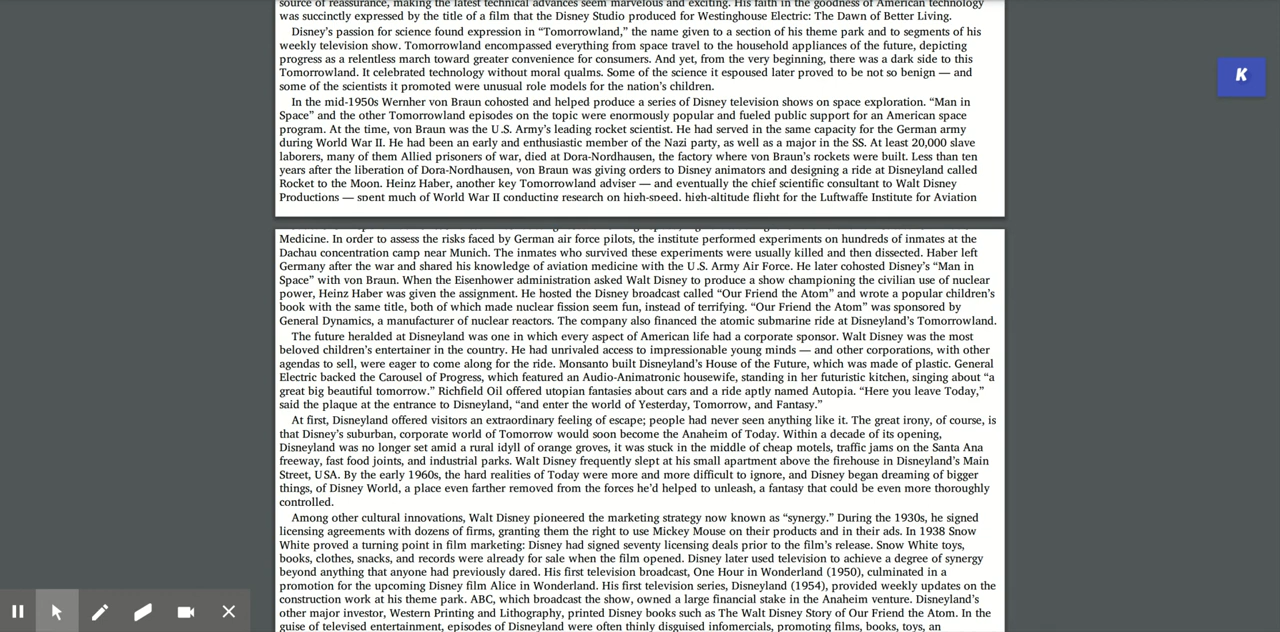 source of reassurance, making the latest technical advances seem marvelous and exciting. His faith in the goodness of American technology
was succinctly expressed by the title of a film that the Disney Studio produced for Westinghouse Electric: The Dawn of Better Living.
Disney’s passion for science found expression in “Tomorrowland,” the name given to a section of his theme park and to segments of his
weekly television show. Tomorrowland encompassed everything from space travel to the household appliances of the future, depicting
progress as a relentless march toward greater convenience for consumers. And yet, from the very beginning, there was a dark side to this
Tomorrowland. It celebrated technology without moral qualms. Some of the science it espoused later proved to be not so benign — and
some of the scientists it promoted were unusual role models for the nation’s children.
In the mid-1950s Wernher von Braun cohosted and helped produce a series of Disney television shows on space exploration. “Man in
Space” and the other Tomorrowland episodes on the topic were enormously popular and fueled public support for an American space
program. At the time, von Braun was the U.S. Army’s leading rocket scientist. He had served in the same capacity for the German army
during World War II. He had been an early and enthusiastic member of the Nazi party, as well as a major in the SS. At least 20,000 slave
laborers, many of them Allied prisoners of war, died at Dora-Nordhausen, the factory where von Braun’s rockets were built. Less than ten
years after the liberation of Dora-Nordhausen, von Braun was giving orders to Disney animators and designing a ride at Disneyland called
Rocket to the Moon. Heinz Haber, another key Tomorrowland adviser — and eventually the chief scientific consultant to Walt Disney
Productions — spent much of World War II conducting research on high-speed, high-altitude flight for the Luftwaffe Institute for Aviation
Medicine. In order to assess the risks faced by German air force pilots, the institute performed experiments on hundreds of inmates at the
Dachau concentration camp near Munich. The inmates who survived these experiments were usually killed and then dissected. Haber left
Germany after the war and shared his knowledge of aviation medicine with the U.S. Army Air Force. He later cohosted Disney’s “Man in
Space” with von Braun. When the Eisenhower administration asked Walt Disney to produce a show championing the civilian use of nuclear
power, Heinz Haber was given the assignment. He hosted the Disney broadcast called “Our Friend the Atom” and wrote a popular children’s
book with the same title, both of which made nuclear fission seem fun, instead of terrifying. “Our Friend the Atom” was sponsored by
General Dynamics, a manufacturer of nuclear reactors. The company also financed the atomic submarine ride at Disneyland’s Tomorrowland.
The future heralded at Disneyland was one in which every aspect of American life had a corporate sponsor. Walt Disney was the most
beloved children’s entertainer in the country. He had unrivaled access to impressionable young minds — and other corporations, with other
agendas to sell, were eager to come along for the ride. Monsanto built Disneyland’s House of the Future, which was made of plastic. General
Electric backed the Carousel of Progress, which featured an Audio-Animatronic housewife, standing in her futuristic kitchen, singing about “a
great big beautiful tomorrow.” Richfield Oil offered utopian fantasies about cars and a ride aptly named Autopia. “Here you leave Today,”
said the plaque at the entrance to Disneyland, “and enter the world of Yesterday, Tomorrow, and Fantasy.”
At first, Disneyland offered visitors an extraordinary feeling of escape; people had never seen anything like it. The great irony, of course, is
that Disney’s suburban, corporate world of Tomorrow would soon become the Anaheim of Today. Within a decade of its opening,
Disneyland was no longer set amid a rural idyll of orange groves, it was stuck in the middle of cheap motels, traffic jams on the Santa Ana
freeway, fast food joints, and industrial parks. Walt Disney frequently slept at his small apartment above the firehouse in Disneyland’s Main
Street, USA. By the early 1960s, the hard realities of Today were more and more difficult to ignore, and Disney began dreaming of bigger
things, of Disney World, a place even farther removed from the forces he’d helped to unleash, a fantasy that could be even more thoroughly
controlled.
Among other cultural innovations, Walt Disney pioneered the marketing strategy now known as “synergy.” During the 1930s, he signed
licensing agreements with dozens of firms, granting them the right to use Mickey Mouse on their products and in their ads. In 1938 Snow
White proved a turning point in film marketing: Disney had signed seventy licensing deals prior to the film’s release. Snow White toys,
books, clothes, snacks, and records were already for sale when the film opened. Disney later used television to achieve a degree of synergy
beyond anything that anyone had previously dared. His first television broadcast, One Hour in Wonderland (1950), culminated in a
promotion for the upcoming Disney film Alice in Wonderland. His first television series, Disneyland (1954), provided weekly updates on the
construction work at his theme park. ABC, which broadcast the show, owned a large financial stake in the Anaheim venture. Disneyland’s
other major investor, Western Printing and Lithography, printed Disney books such as The Walt Disney Story of Our Friend the Atom. In the
guise of televised entertainment, episodes of Disneyland were often thinly disguised infomercials, promoting films, books, toys, an
K